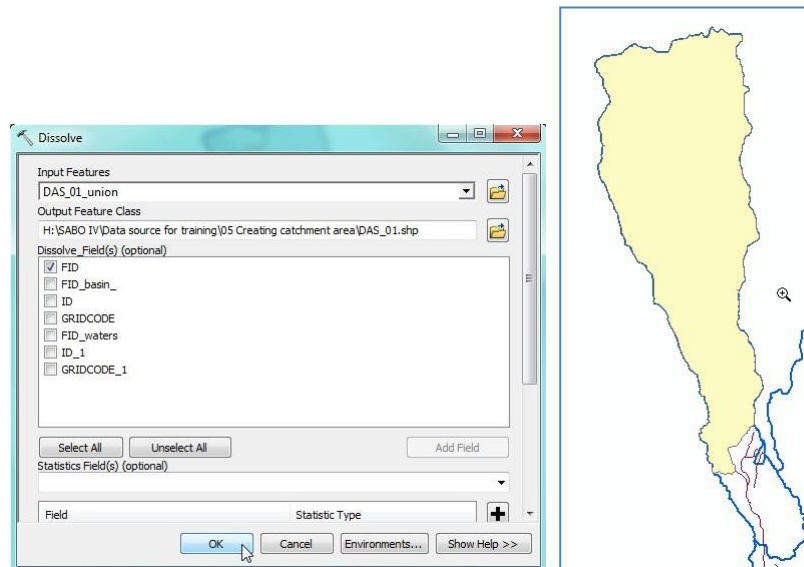 Dissolve
Input Features
DAS_01_union
Output Feature Class
H:\SABO IV\Data source for training\05 Creating catchment area\DAS_01.shp
Dissolve_Field(s) (optional)
FID
FID_basin_
ID
GRIDCODE
FID_waters
ID_1
GRIDCODE_1
Select All Unselect All Add Field
Statistics Field(s) (optional)
Field Statistic Type
OK Cancel Environments... Show Help >>